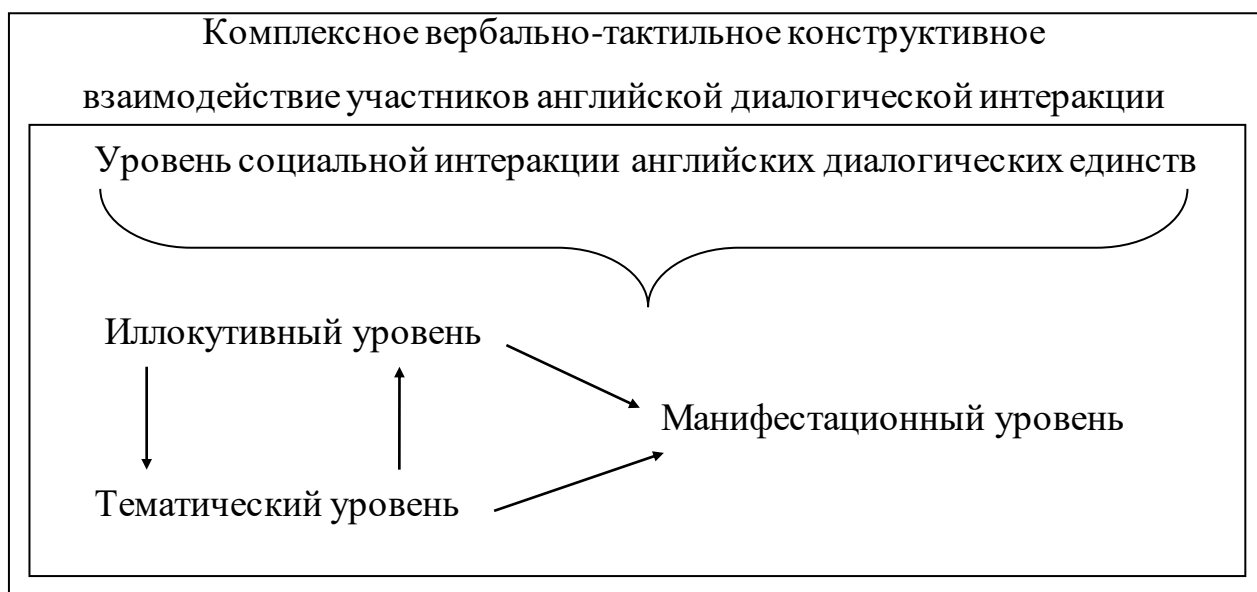 Комплексное вербально-тактильное конструктивное
взаимодействие участников английской диалогической интеракции
Уровень социальной интеракции английских диалогических единств
Иллокутивный уровень
Манифестационный уровень
Тематический уровень